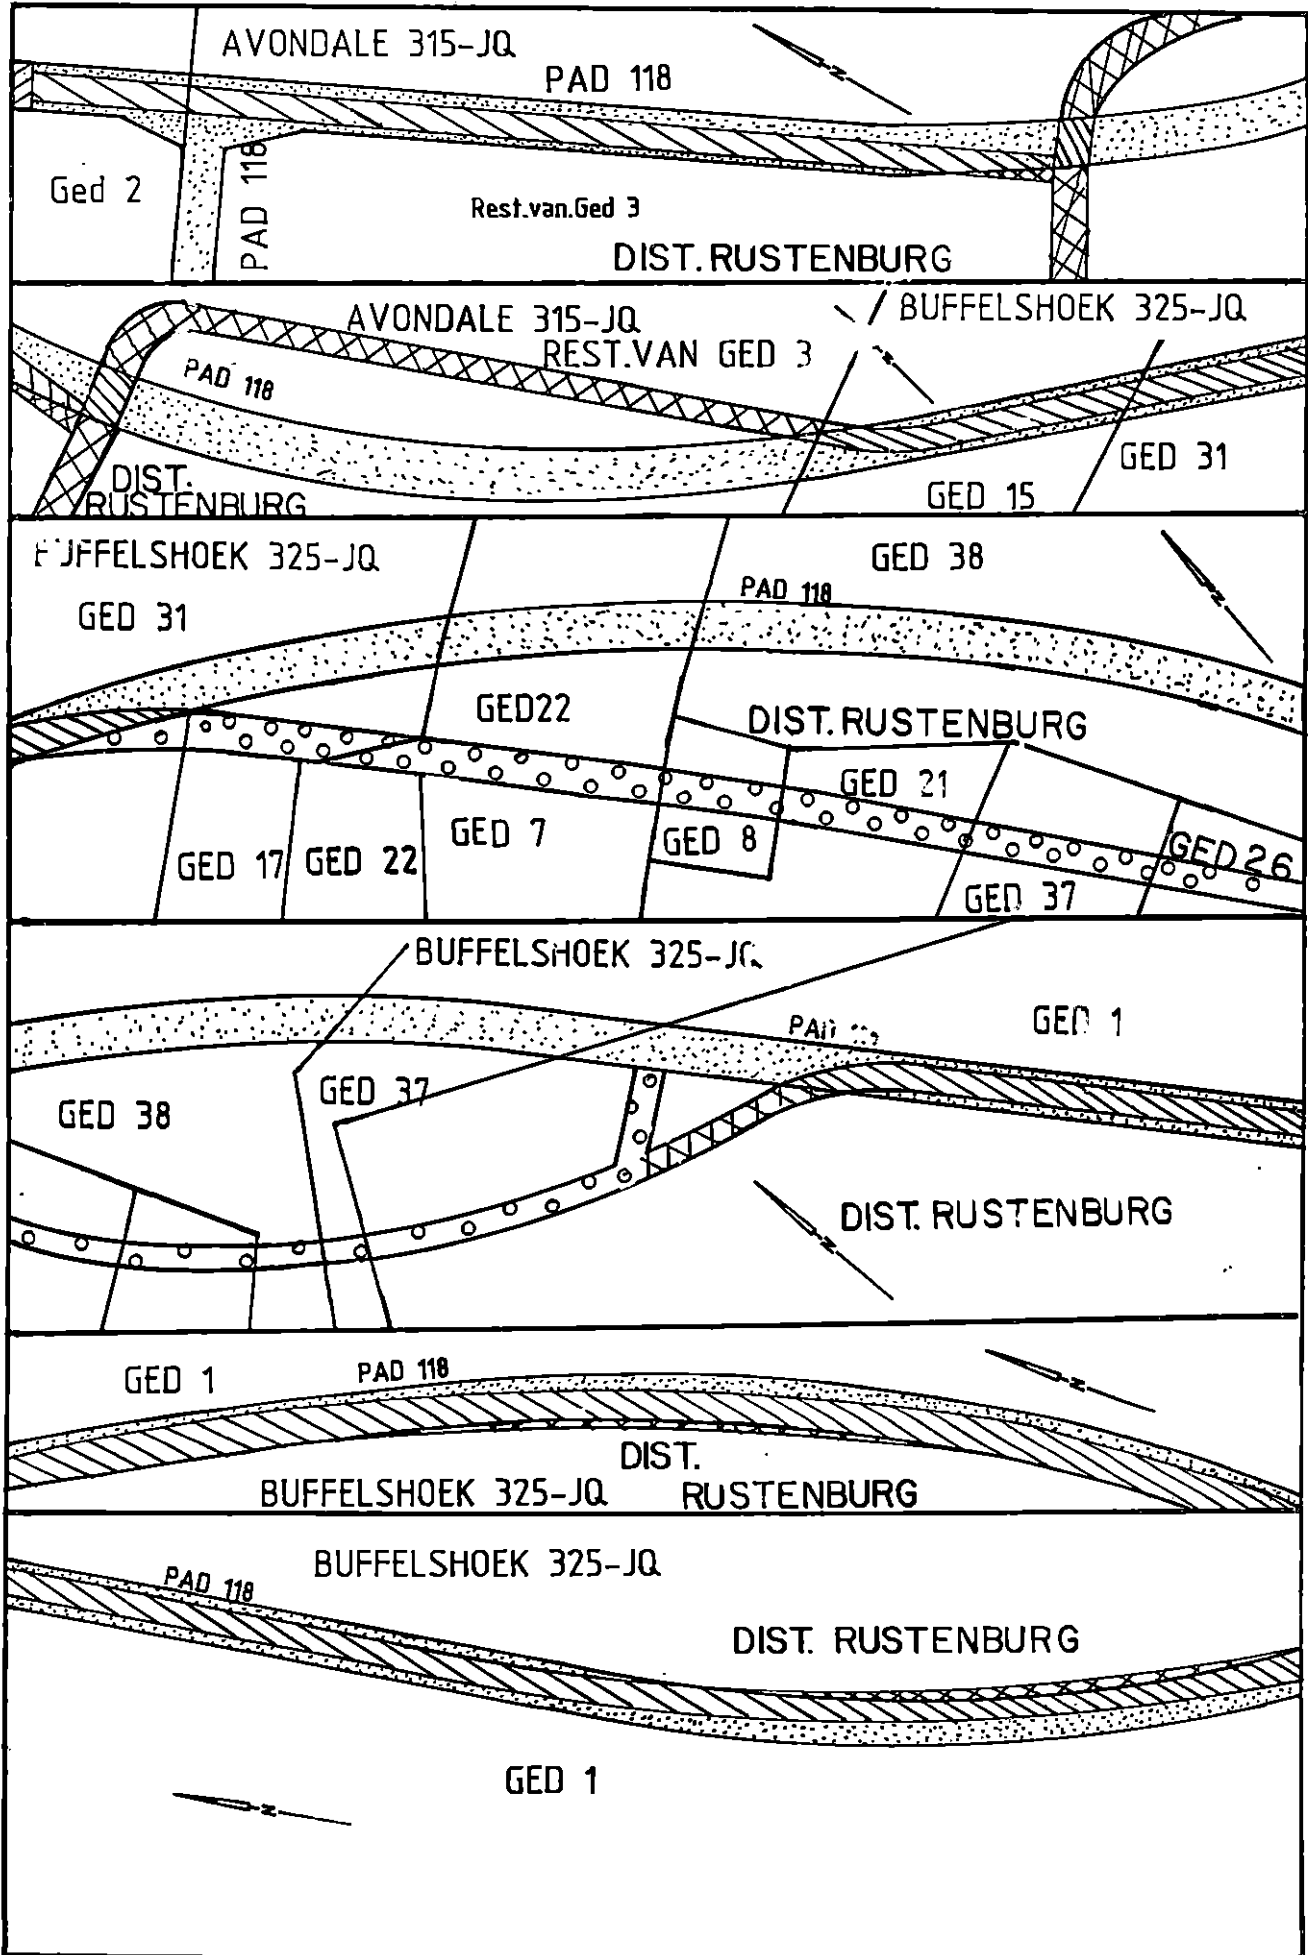 AVONDALE 315-JQ
PAD 118
N
Ged 2
PAD 118
Rest.van.Ged 3
DIST. RUSTENBURG
AVONDALE 315-JQ
BUFFELSHOEK 325-JQ
REST.VAN GED 3
N
PAD 118
GED 31
DIST.
RUSTENBURG
GED 15
BUFFELSHOEK 325-JQ
GED 38
PAD 118
GED 31
N
GED22
DIST. RUSTENBURG
GED 21
GED 7
GED 8
GED 17
GED 22
GED 26
GED 37
BUFFELSHOEK 325-JQ
PAD
GED 1
GED 37
GED 38
DIST. RUSTENBURG
N
GED 1
PAD 118
N
DIST.
BUFFELSHOEK 325-JQ
RUSTENBURG
BUFFELSHOEK 325-JQ
PAD 118
DIST. RUSTENBURG
GED 1
N